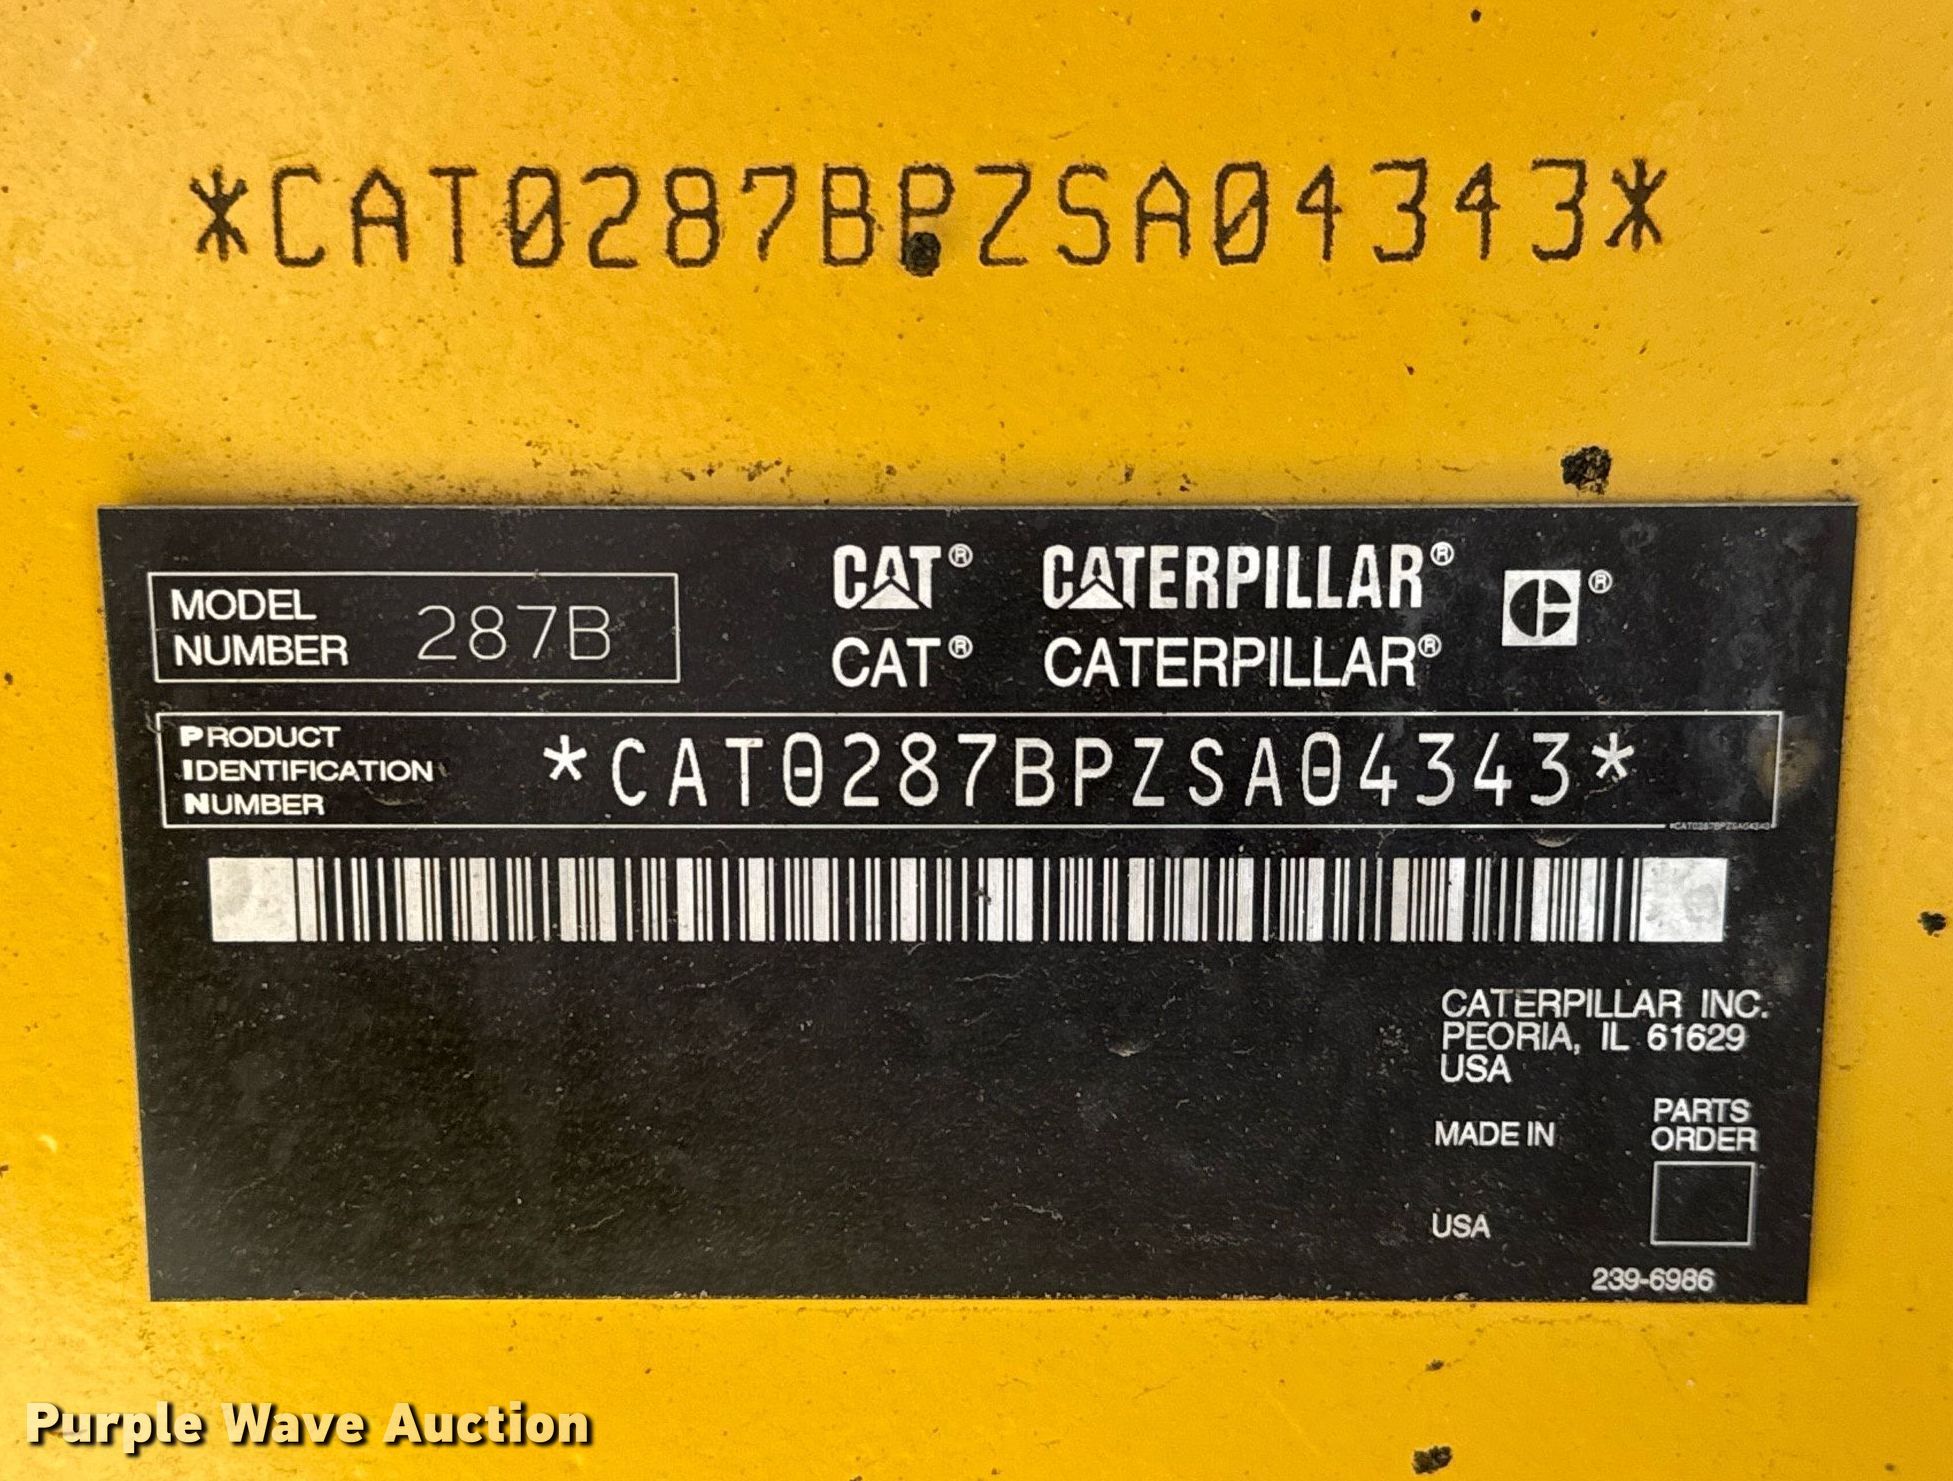 *CAT0287BPZSA04343*
CAT® CATERPILLAR® ®
MODEL
NUMBER 287B
CAT® CATERPILLAR®
PRODUCT
IDENTIFICATION
NUMBER *CAT0287BPZSA04343*
*CAT0287BPZSA04343
CATERPILLAR INC.
PEORIA, IL 61629
USA
MADE IN
PARTS
ORDER
USA
239-6986
Purple Wave Auction